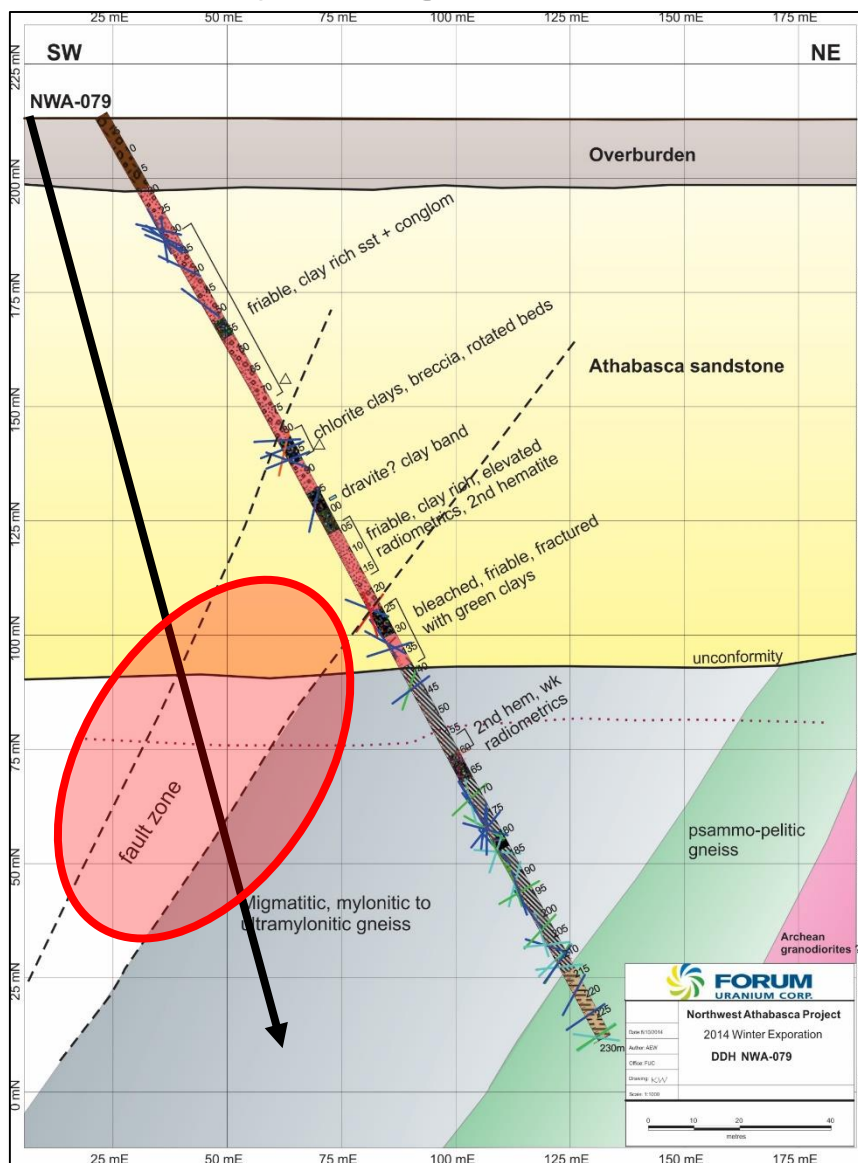 25 mE 50 mE 75 mE 100 mE 125 mE 150 mE 175 mE
SW NE
225 mN
NWA-079
Overburden
200 mN
friable, clay rich sst + conglom
175 mN
chlorite clays, breccia, rotated beds
Athabasca sandstone
150 mN
dravite? clay band
friable, clay rich, elevated
radiometrics, 2nd hematite
125 mN
bleached, friable, fractured
with green clays
100 mN
unconformity
2nd hem, wk
radiometrics
75 mN
fault zone
psammo-pelitic
gneiss
50 mN
Migmatitic, mylonitic to
ultramylonitic gneiss
Archean
granodiorites ?
25 mN
230m
FORUM
URANIUM CORP.
Northwest Athabasca Project
2014 Winter Exporation
DDH NWA-079
Author: AEW
Office: FUC
Drawing: KW
0 10 20 40
metres
0 mN
25 mE 50 mE 75 mE 100 mE 125 mE 150 mE 175 mE